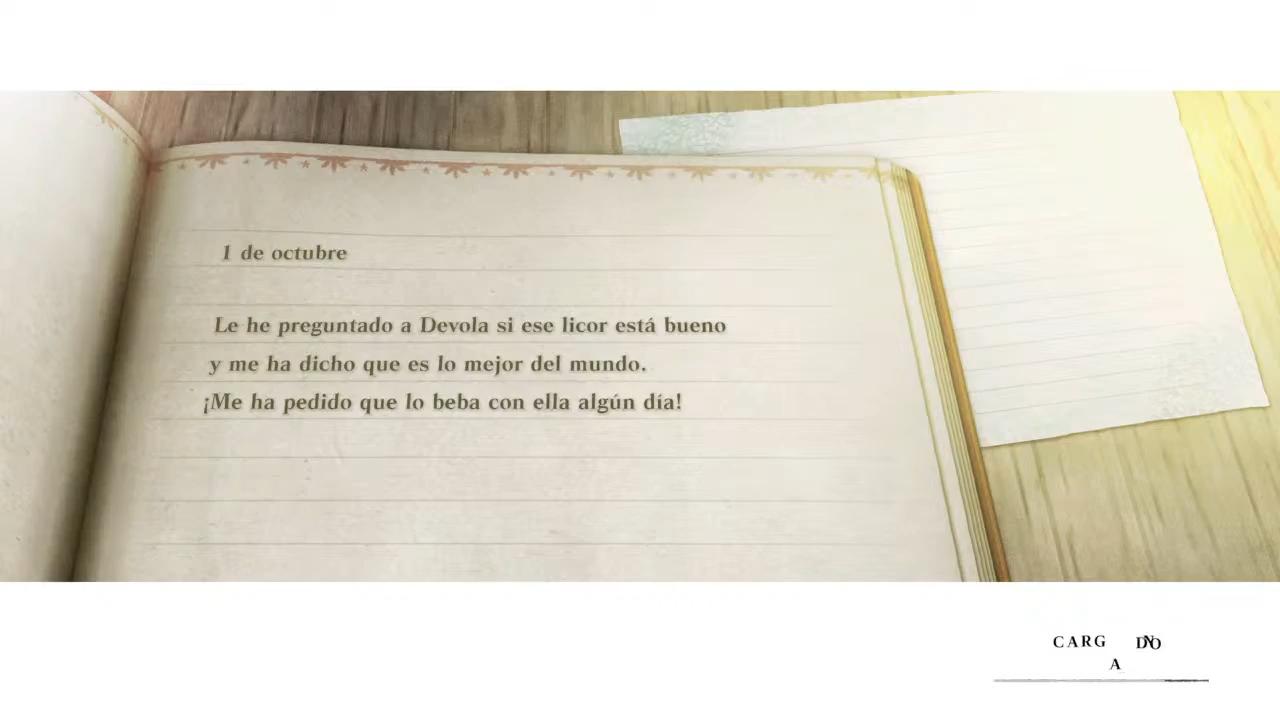 1 de octubre
Le he preguntado a Devola si ese licor está bueno
y me ha dicho que es lo mejor del mundo.
¡Me ha pedido que lo beba con ella algún día!
CARGANDO